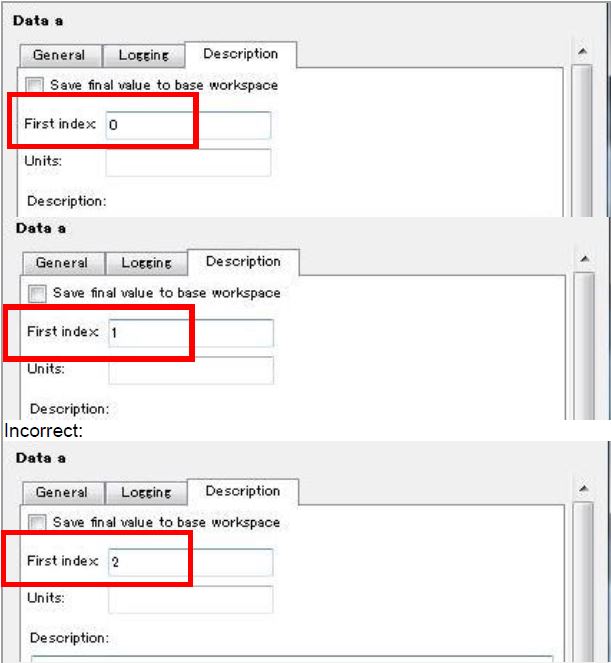 Data a
General Logging Description
Save final value to base workspace
First index: 0
Units:
Description:
Data a
General Logging Description
Save final value to base workspace
First index: 1
Units:
Description:
Incorrect:
Data a
General Logging Description
Save final value to base workspace
First index: 2
Units:
Description: